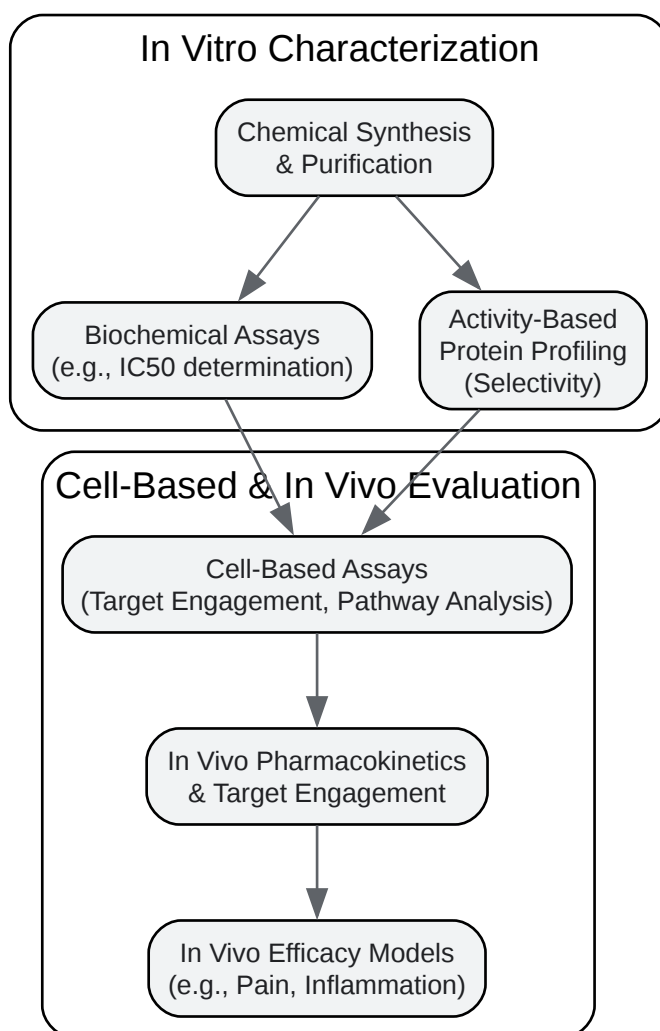 In Vitro Characterization
Chemical Synthesis
& Purification
Biochemical Assays
(e.g., IC50 determination)
Activity-Based
Protein Profiling
(Selectivity)
Cell-Based & In Vivo Evaluation
Cell-Based Assays
(Target Engagement, Pathway Analysis)
In Vivo Pharmacokinetics
& Target Engagement
In Vivo Efficacy Models
(e.g., Pain, Inflammation)